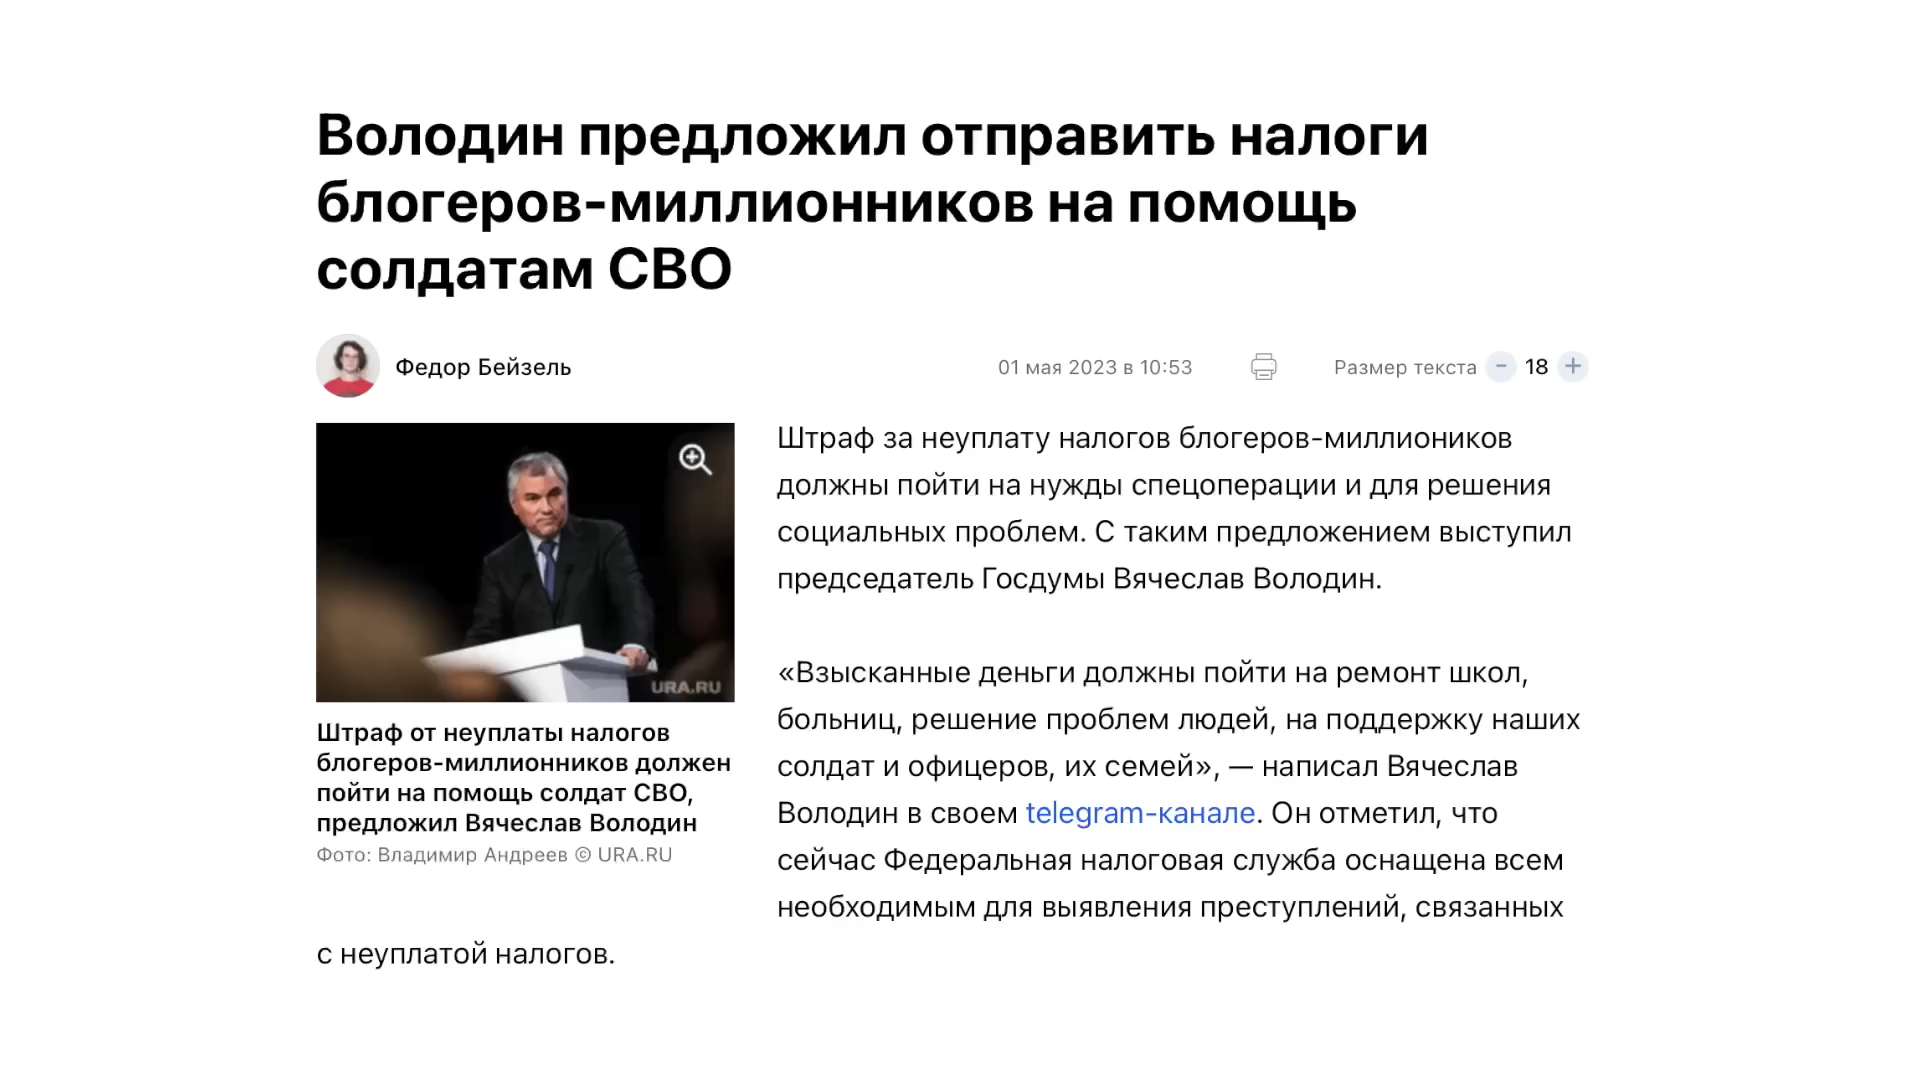 Володин предложил отправить налоги
блогеров-миллионников на помощь
солдатам СВО
Федор Бейзель
01 мая 2023 в 10:53
Размер текста - 18 +
URA.RU
Штраф от неуплаты налогов
блогеров-миллионников должен
пойти на помощь солдат СВО,
предложил Вячеслав Володин
Фото: Владимир Андреев © URA.RU
Штраф за неуплату налогов блогеров-миллиоников
должны пойти на нужды спецоперации и для решения
социальных проблем. С таким предложением выступил
председатель Госдумы Вячеслав Володин.
«Взысканные деньги должны пойти на ремонт школ,
больниц, решение проблем людей, на поддержку наших
солдат и офицеров, их семей», — написал Вячеслав
Володин в своем telegram-канале. Он отметил, что
сейчас Федеральная налоговая служба оснащена всем
необходимым для выявления преступлений, связанных
с неуплатой налогов.